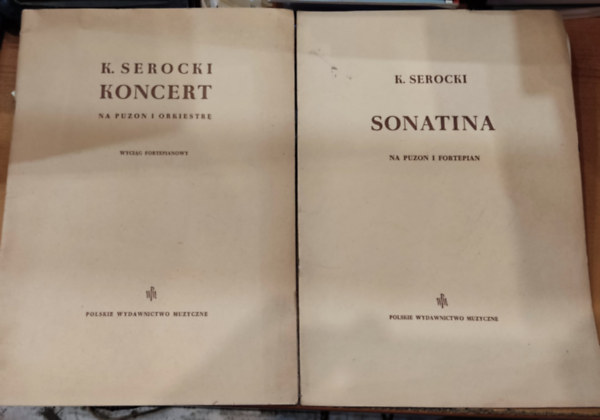 K. SEROCKI
KONCERT
NA PUZON I ORKIESTRĘ
WYCIĄG FORTEPIANOWY
POLSKIE WYDAWNICTWO MUZYCZNE
K. SEROCKI
SONATINA
NA PUZON I FORTEPIAN
POLSKIE WYDAWNICTWO MUZYCZNE